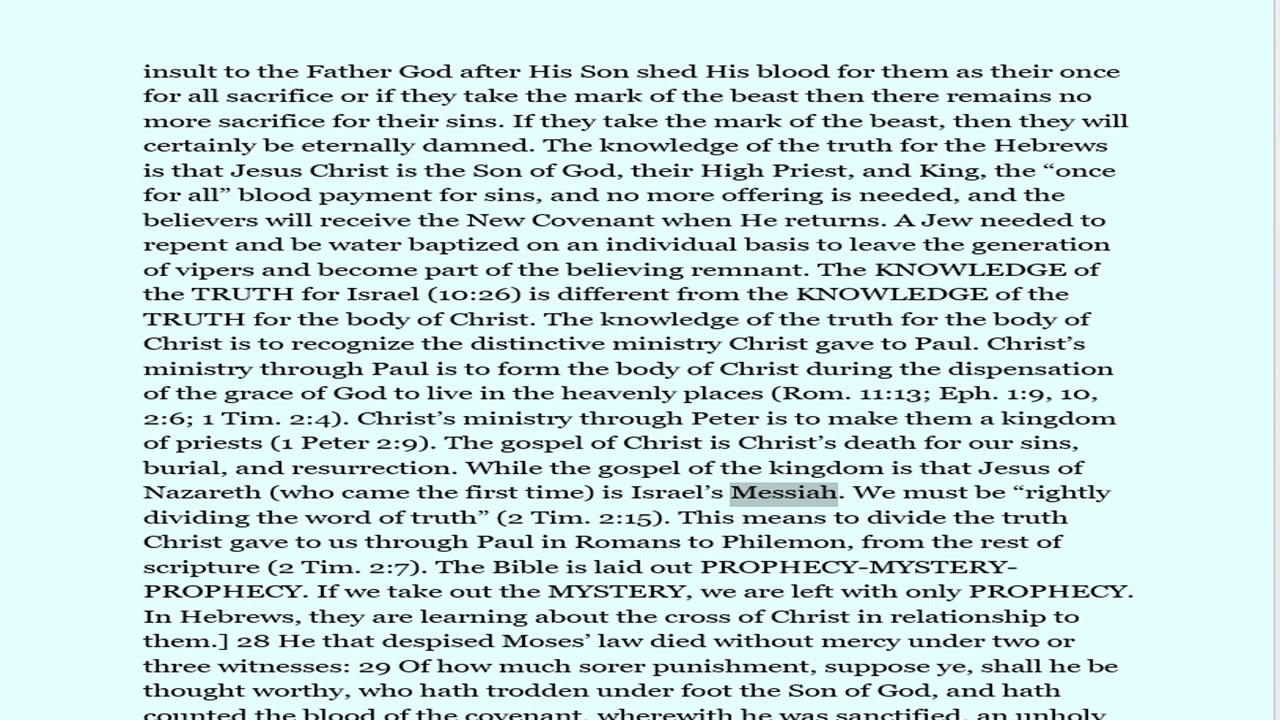 insult to the Father God after His Son shed His blood for them as their once
for all sacrifice or if they take the mark of the beast then there remains no
more sacrifice for their sins. If they take the mark of the beast, then they will
certainly be eternally damned. The knowledge of the truth for the Hebrews
is that Jesus Christ is the Son of God, their High Priest, and King, the “once
for all” blood payment for sins, and no more offering is needed, and the
believers will receive the New Covenant when He returns. A Jew needed to
repent and be water baptized on an individual basis to leave the generation
of vipers and become part of the believing remnant. The KNOWLEDGE of
the TRUTH for Israel (10:26) is different from the KNOWLEDGE of the
TRUTH for the body of Christ. The knowledge of the truth for the body of
Christ is to recognize the distinctive ministry Christ gave to Paul. Christ’s
ministry through Paul is to form the body of Christ during the dispensation
of the grace of God to live in the heavenly places (Rom. 11:13; Eph. 1:9, 10,
2:6; 1 Tim. 2:4). Christ’s ministry through Peter is to make them a kingdom
of priests (1 Peter 2:9). The gospel of Christ is Christ’s death for our sins,
burial, and resurrection. While the gospel of the kingdom is that Jesus of
Nazareth (who came the first time) is Israel’s Messiah. We must be “rightly
dividing the word of truth” (2 Tim. 2:15). This means to divide the truth
Christ gave to us through Paul in Romans to Philemon, from the rest of
scripture (2 Tim. 2:7). The Bible is laid out PROPHECY-MYSTERY-
PROPHECY. If we take out the MYSTERY, we are left with only PROPHECY.
In Hebrews, they are learning about the cross of Christ in relationship to
them.] 28 He that despised Moses’ law died without mercy under two or
three witnesses: 29 Of how much sorer punishment, suppose ye, shall he be
thought worthy, who hath trodden under foot the Son of God, and hath
counted the blood of the covenant, wherewith he was sanctified, an unholy